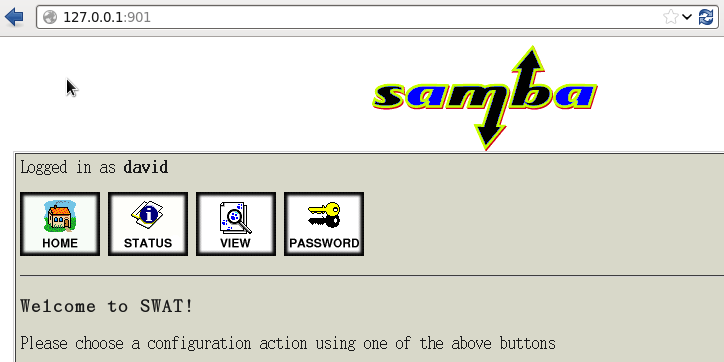 127.0.0.1:901
samba
Logged in as david
HOME STATUS VIEW PASSWORD
Welcome to SWAT!
Please choose a configuration action using one of the above buttons